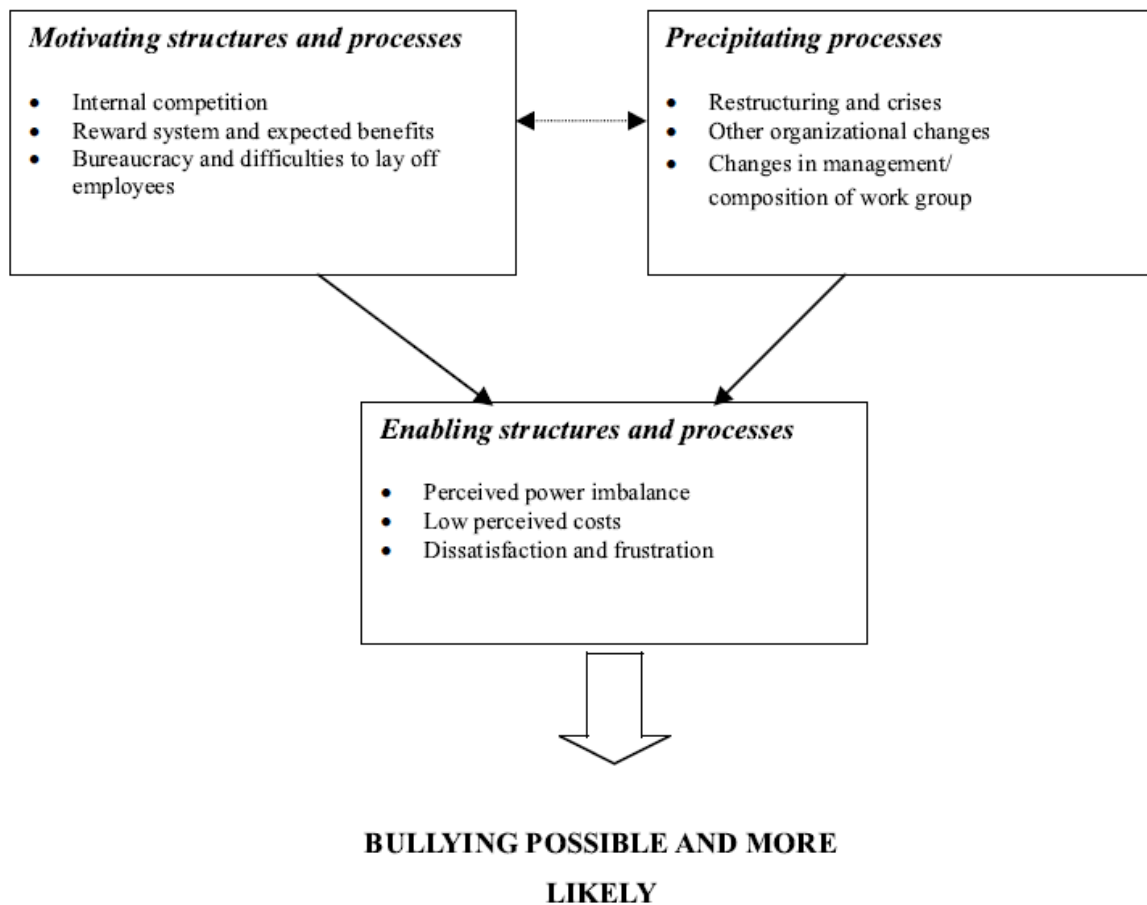 Motivating structures and processes
• Internal competition
• Reward system and expected benefits
• Bureaucracy and difficulties to lay off
employees
Precipitating processes
• Restructuring and crises
• Other organizational changes
• Changes in management/
composition of work group
Enabling structures and processes
• Perceived power imbalance
• Low perceived costs
• Dissatisfaction and frustration
BULLYING POSSIBLE AND MORE
LIKELY